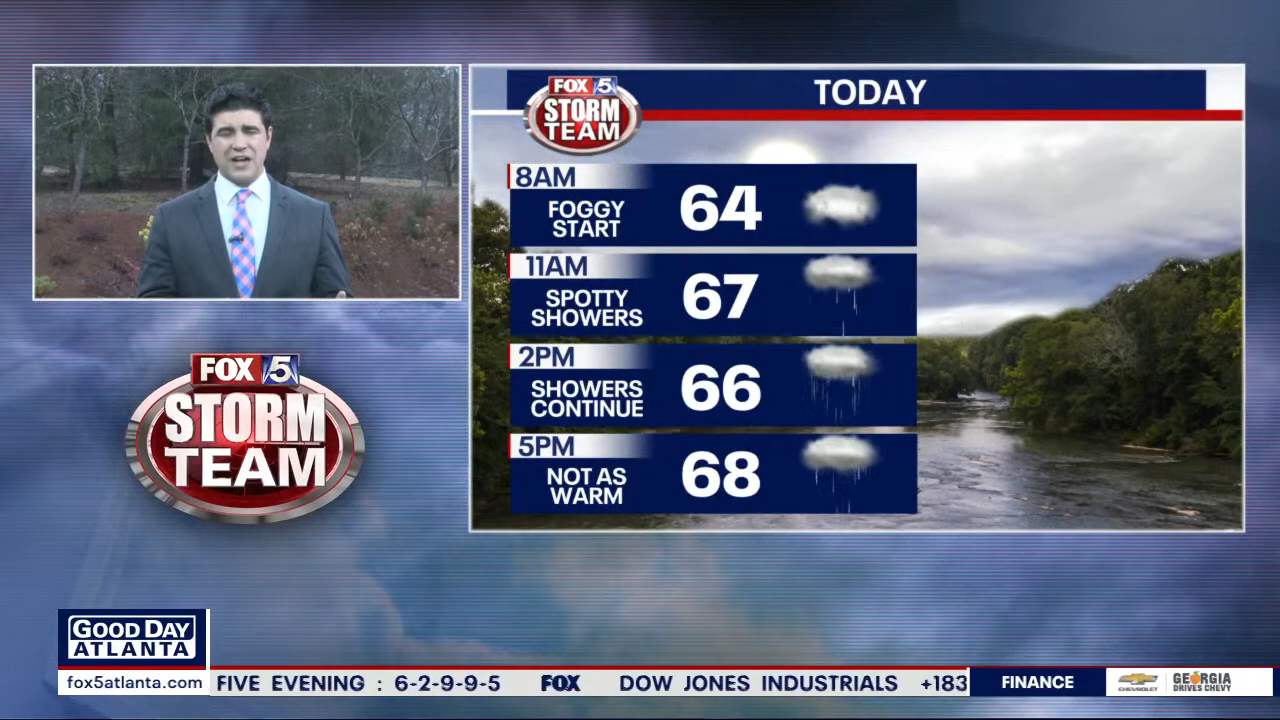 FOX 5
STORM
TEAM
TODAY
8AM
FOGGY
START
64
11AM
SPOTTY
SHOWERS
67
2PM
SHOWERS
CONTINUE
66
5PM
NOT AS
WARM
68
FOX 5
STORM
TEAM
GOOD DAY
ATLANTA
fox5atlanta.com
FIVE EVENING : 6-2-9-9-5 FOX DOW JONES INDUSTRIALS +183
FINANCE
CHEVROLET
GEORGIA
DRIVES CHEVY